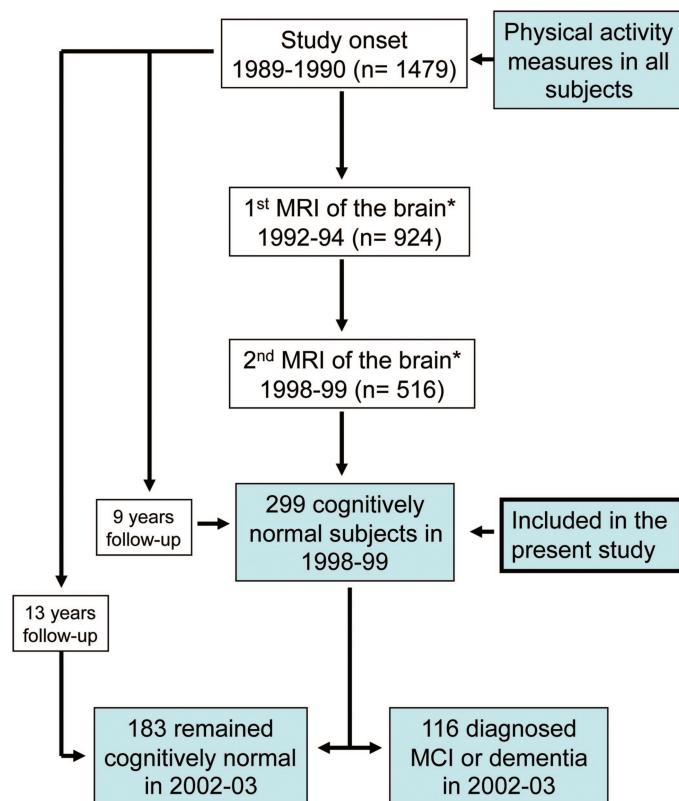 Study onset
1989-1990 (n= 1479)
Physical activity
measures in all
subjects
1st MRI of the brain*
1992-94 (n= 924)
2nd MRI of the brain*
1998-99 (n= 516)
9 years
follow-up
299 cognitively
normal subjects in
1998-99
Included in the
present study
13 years
follow-up
183 remained
cognitively normal
in 2002-03
116 diagnosed
MCI or dementia
in 2002-03